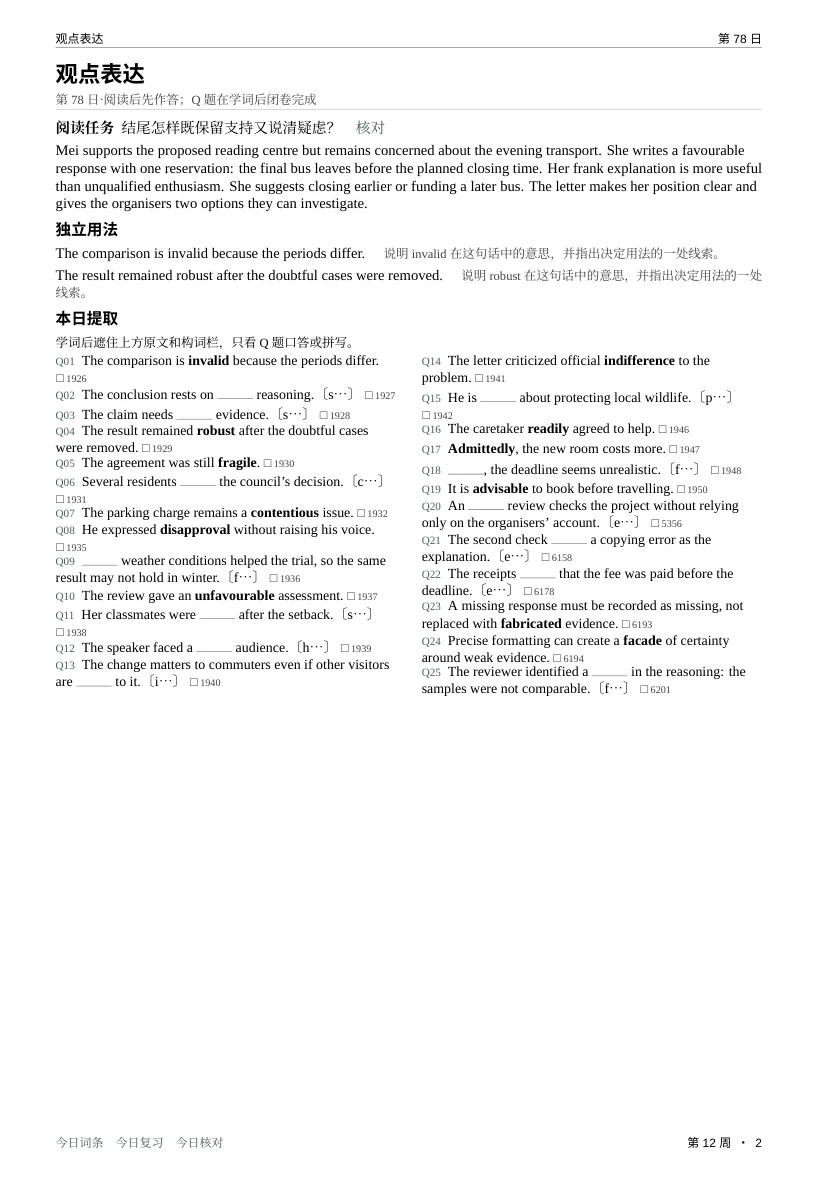 观点表达 第 78 日
观点表达
第 78 日·阅读后先作答；Q 题在学词后闭卷完成
阅读任务 结尾怎样既保留支持又说清疑虑？ 核对
Mei supports the proposed reading centre but remains concerned about the evening transport. She writes a favourable
response with one reservation: the final bus leaves before the planned closing time. Her frank explanation is more useful
than unqualified enthusiasm. She suggests closing earlier or funding a later bus. The letter makes her position clear and
gives the organisers two options they can investigate.
独立用法
The comparison is invalid because the periods differ. 说明 invalid 在这句话中的意思，并指出决定用法的一处线索。
The result remained robust after the doubtful cases were removed. 说明 robust 在这句话中的意思，并指出决定用法的一处
线索。
本日提取
学词后遮住上方原文和构词栏，只看 Q 题口答或拼写。
Q01 The comparison is invalid because the periods differ.
□ 1926
Q02 The conclusion rests on _____ reasoning.〔s…〕 □ 1927
Q03 The claim needs _____ evidence.〔s…〕 □ 1928
Q04 The result remained robust after the doubtful cases
were removed. □ 1929
Q05 The agreement was still fragile. □ 1930
Q06 Several residents _____ the council’s decision.〔c…〕
□ 1931
Q07 The parking charge remains a contentious issue. □ 1932
Q08 He expressed disapproval without raising his voice.
□ 1935
Q09 _____ weather conditions helped the trial, so the same
result may not hold in winter.〔f…〕 □ 1936
Q10 The review gave an unfavourable assessment. □ 1937
Q11 Her classmates were _____ after the setback.〔s…〕
□ 1938
Q12 The speaker faced a _____ audience.〔h…〕 □ 1939
Q13 The change matters to commuters even if other visitors
are _____ to it.〔i…〕 □ 1940
Q14 The letter criticized official indifference to the
problem. □ 1941
Q15 He is _____ about protecting local wildlife.〔p…〕
□ 1942
Q16 The caretaker readily agreed to help. □ 1946
Q17 Admittedly, the new room costs more. □ 1947
Q18 _____, the deadline seems unrealistic.〔f…〕 □ 1948
Q19 It is advisable to book before travelling. □ 1950
Q20 An _____ review checks the project without relying
only on the organisers’ account.〔e…〕 □ 5356
Q21 The second check _____ a copying error as the
explanation.〔e…〕 □ 6158
Q22 The receipts _____ that the fee was paid before the
deadline.〔e…〕 □ 6178
Q23 A missing response must be recorded as missing, not
replaced with fabricated evidence. □ 6193
Q24 Precise formatting can create a facade of certainty
around weak evidence. □ 6194
Q25 The reviewer identified a _____ in the reasoning: the
samples were not comparable.〔f…〕 □ 6201
今日词条 今日复习 今日核对 第 12 周 · 2